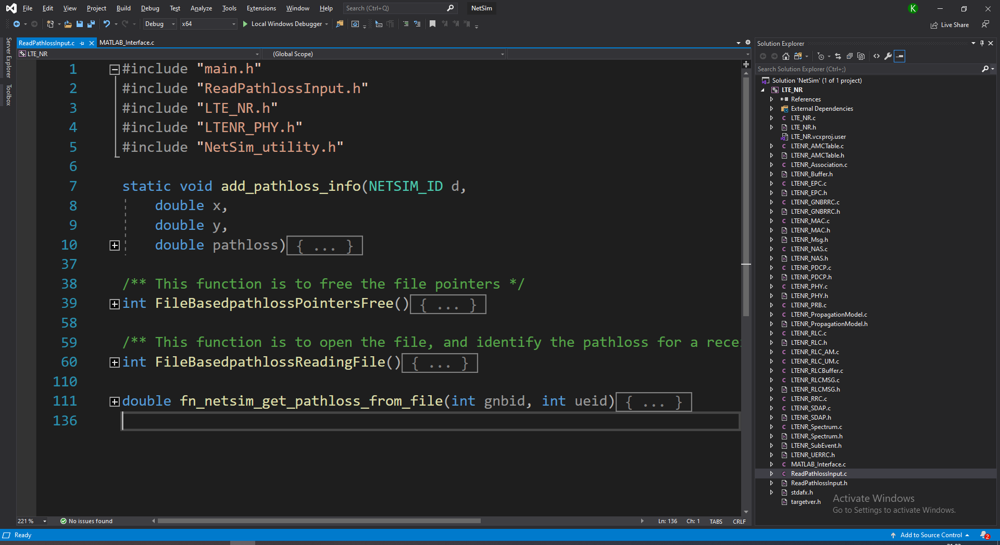 File Edit View Project Build Debug Test Analyze Tools Extensions Window Help Search (Ctrl+Q) NetSim K
Debug x64 Local Windows Debugger Live Share
Server Explorer
Toolbox
ReadPathlossInput.c MATLAB_Interface.c
LTE_NR (Global Scope)
1 #include "main.h"
2 #include "ReadPathlossInput.h"
3 #include "LTE_NR.h"
4 #include "LTENR_PHY.h"
5 #include "NetSim_utility.h"
6
7 static void add_pathloss_info(NETSIM_ID d,
8 double x,
9 double y,
10 double pathloss){ ... }
37
38 /** This function is to free the file pointers */
39 int FileBasedpathlossPointersFree(){ ... }
58
59 /** This function is to open the file, and identify the pathloss for a rece
60 int FileBasedpathlossReadingFile(){ ... }
110
111 double fn_netsim_get_pathloss_from_file(int gnbid, int ueid){ ... }
136
221 % No issues found Ln: 136 Ch: 1 TABS CRLF
Solution Explorer
Search Solution Explorer (Ctrl+;)
Solution 'NetSim' (1 of 1 project)
LTE_NR
References
External Dependencies
LTE_NR.c
LTE_NR.h
LTE_NR.vcxproj.user
LTENR_AMCTable.c
LTENR_AMCTable.h
LTENR_Association.c
LTENR_Buffer.h
LTENR_EPC.c
LTENR_EPC.h
LTENR_GNBRRC.c
LTENR_GNBRRC.h
LTENR_MAC.c
LTENR_MAC.h
LTENR_Msg.h
LTENR_NAS.c
LTENR_NAS.h
LTENR_PDCP.c
LTENR_PDCP.h
LTENR_PHY.c
LTENR_PHY.h
LTENR_PRB.c
LTENR_PropagationModel.c
LTENR_PropagationModel.h
LTENR_RLC.c
LTENR_RLC.h
LTENR_RLC_AM.c
LTENR_RLC_UM.c
LTENR_RLCBuffer.c
LTENR_RLCMSG.c
LTENR_RLCMSG.h
LTENR_RRC.c
LTENR_SDAP.c
LTENR_SDAP.h
LTENR_Spectrum.c
LTENR_Spectrum.h
LTENR_SubEvent.h
LTENR_UERRC.h
MATLAB_Interface.c
ReadPathlossInput.c
ReadPathlossInput.h
stdafx.h
targetver.h
Activate Windows
Go to Settings to activate Windows.
Ready Add to Source Control 2